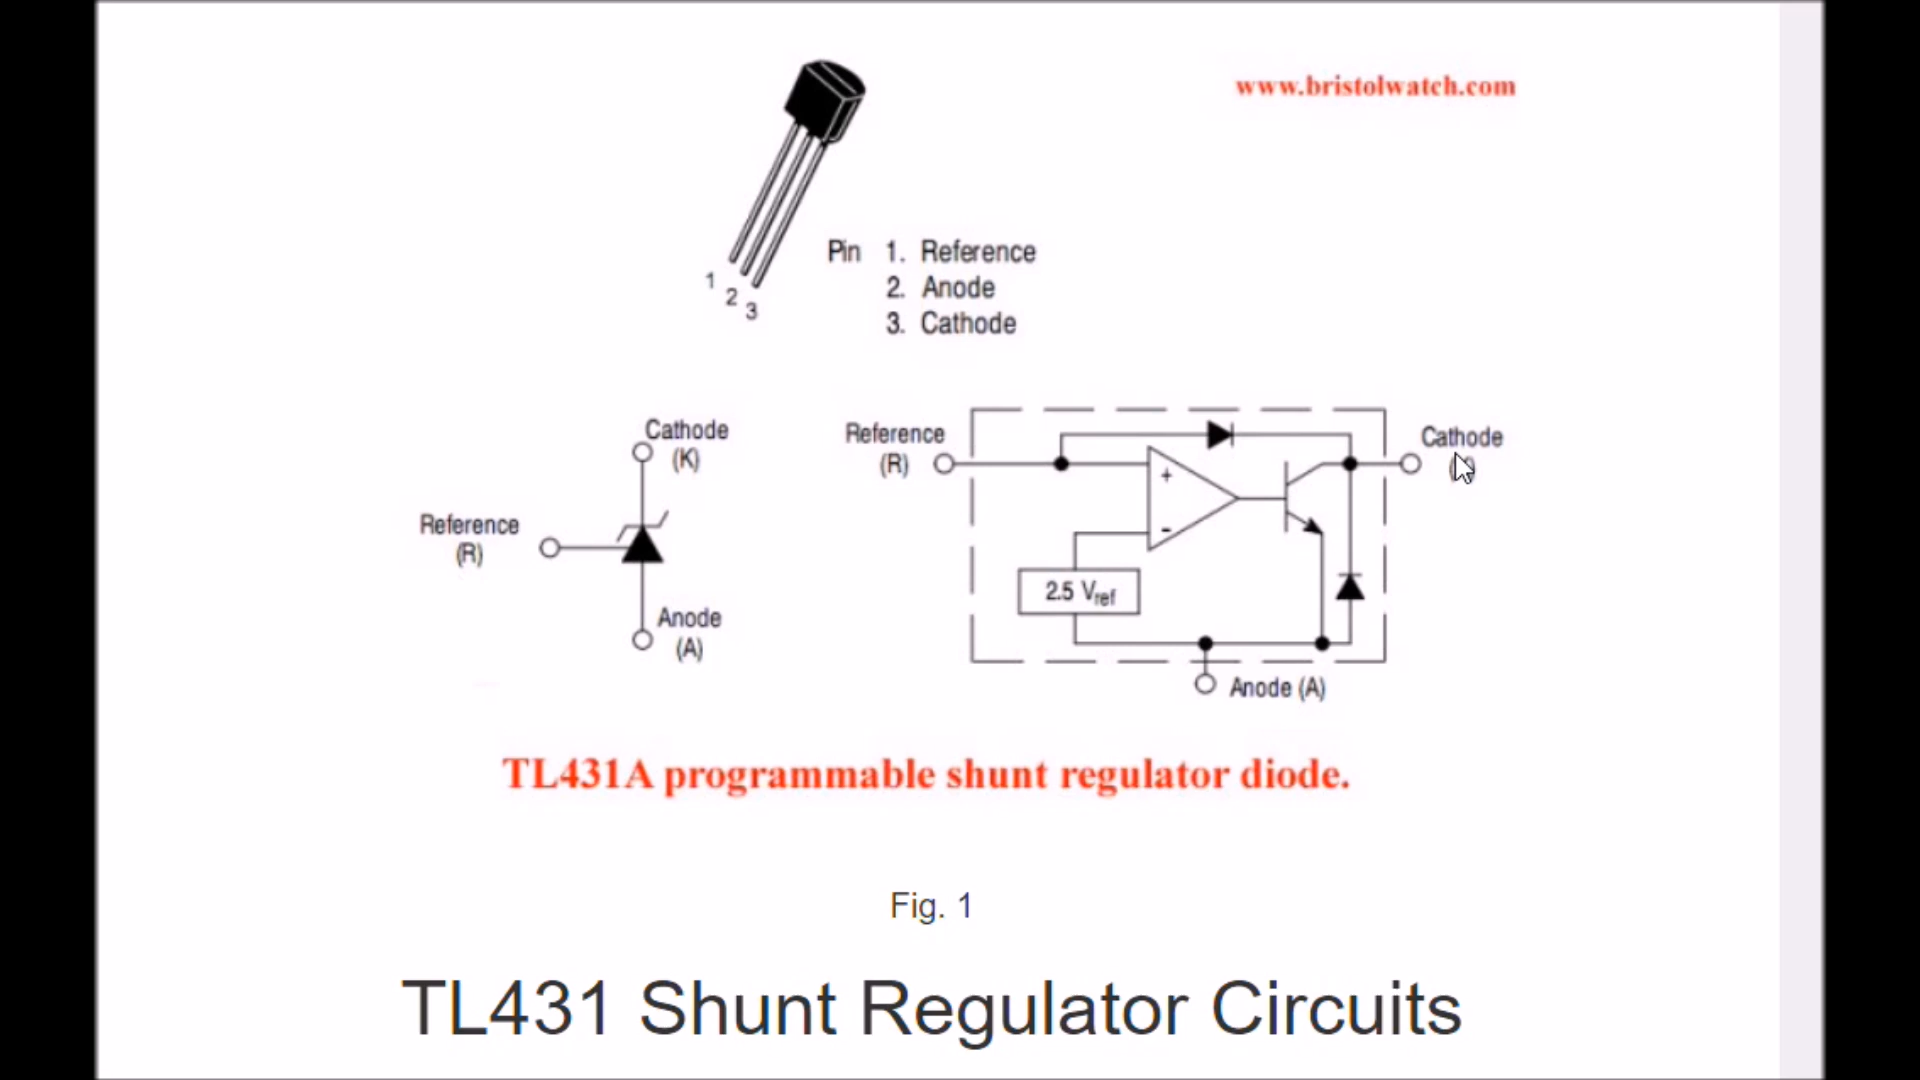 www.bristolwatch.com
Pin 1. Reference
2. Anode
3. Cathode
1
2
3
Cathode
(K)
Reference
(R)
Anode
(A)
Reference
(R)
Cathode
+
-
2.5 Vref
Anode (A)
TL431A programmable shunt regulator diode.
Fig. 1
TL431 Shunt Regulator Circuits